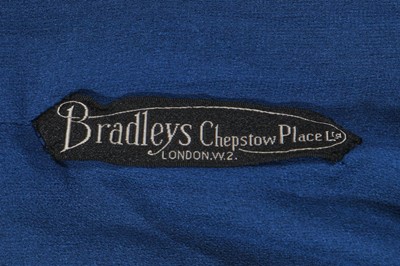 Bradleys Chepstow Place Ltd
LONDON.W.2.